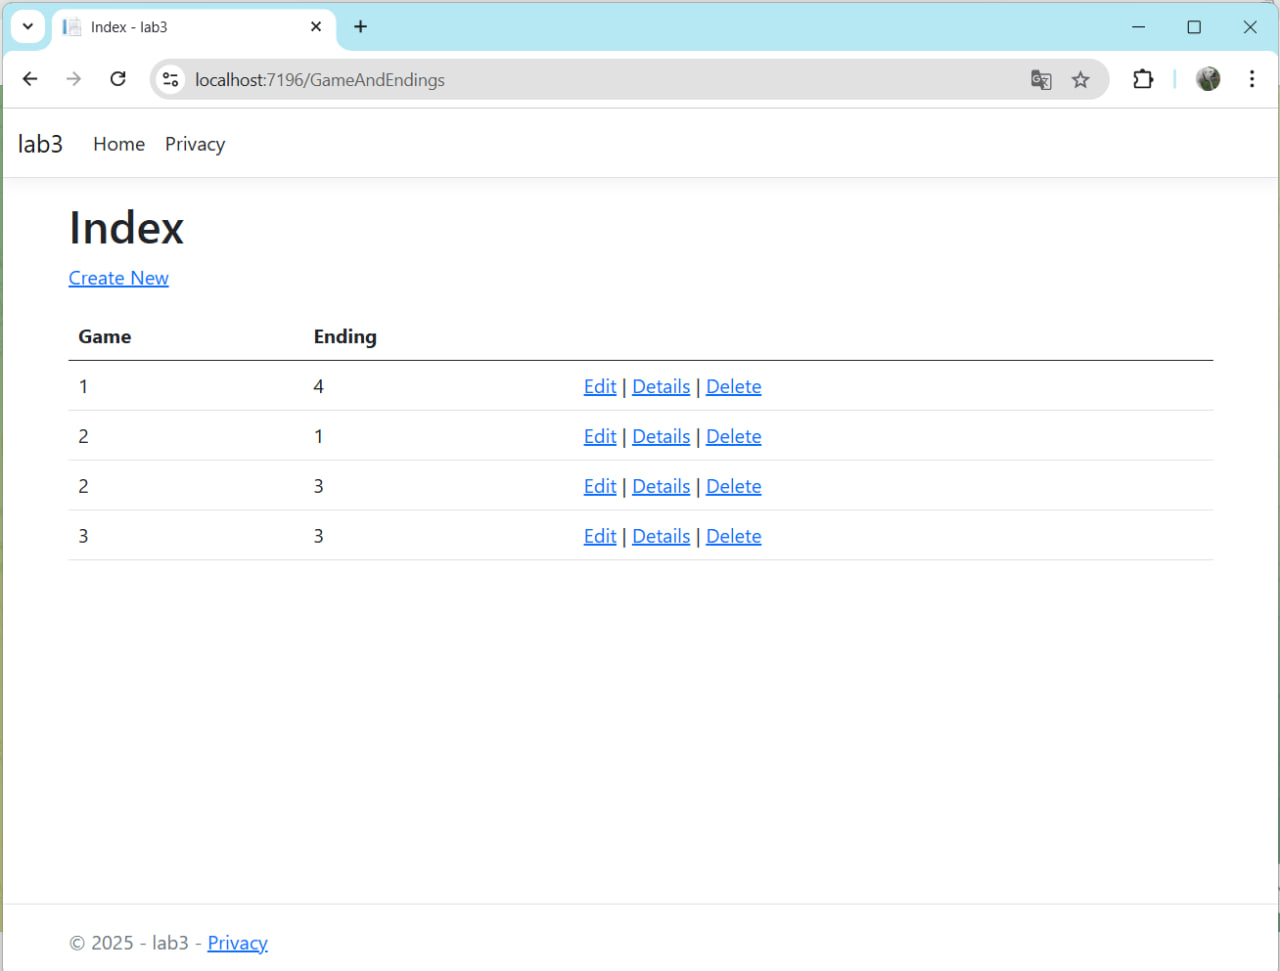 Index - lab3
localhost:7196/GameAndEndings
lab3 Home Privacy
Index
Create New
Game Ending
1 4 Edit | Details | Delete
2 1 Edit | Details | Delete
2 3 Edit | Details | Delete
3 3 Edit | Details | Delete
© 2025 - lab3 - Privacy